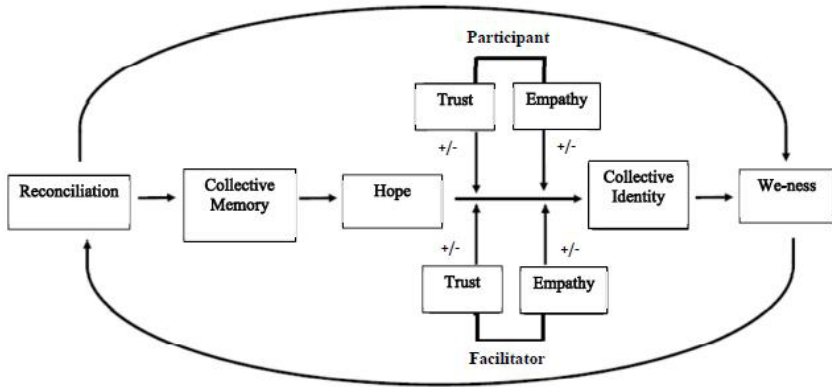 Participant
Trust
Empathy
+/-
+/-
Reconciliation
Collective
Memory
Hope
Collective
Identity
We-ness
+/-
+/-
Trust
Empathy
Facilitator